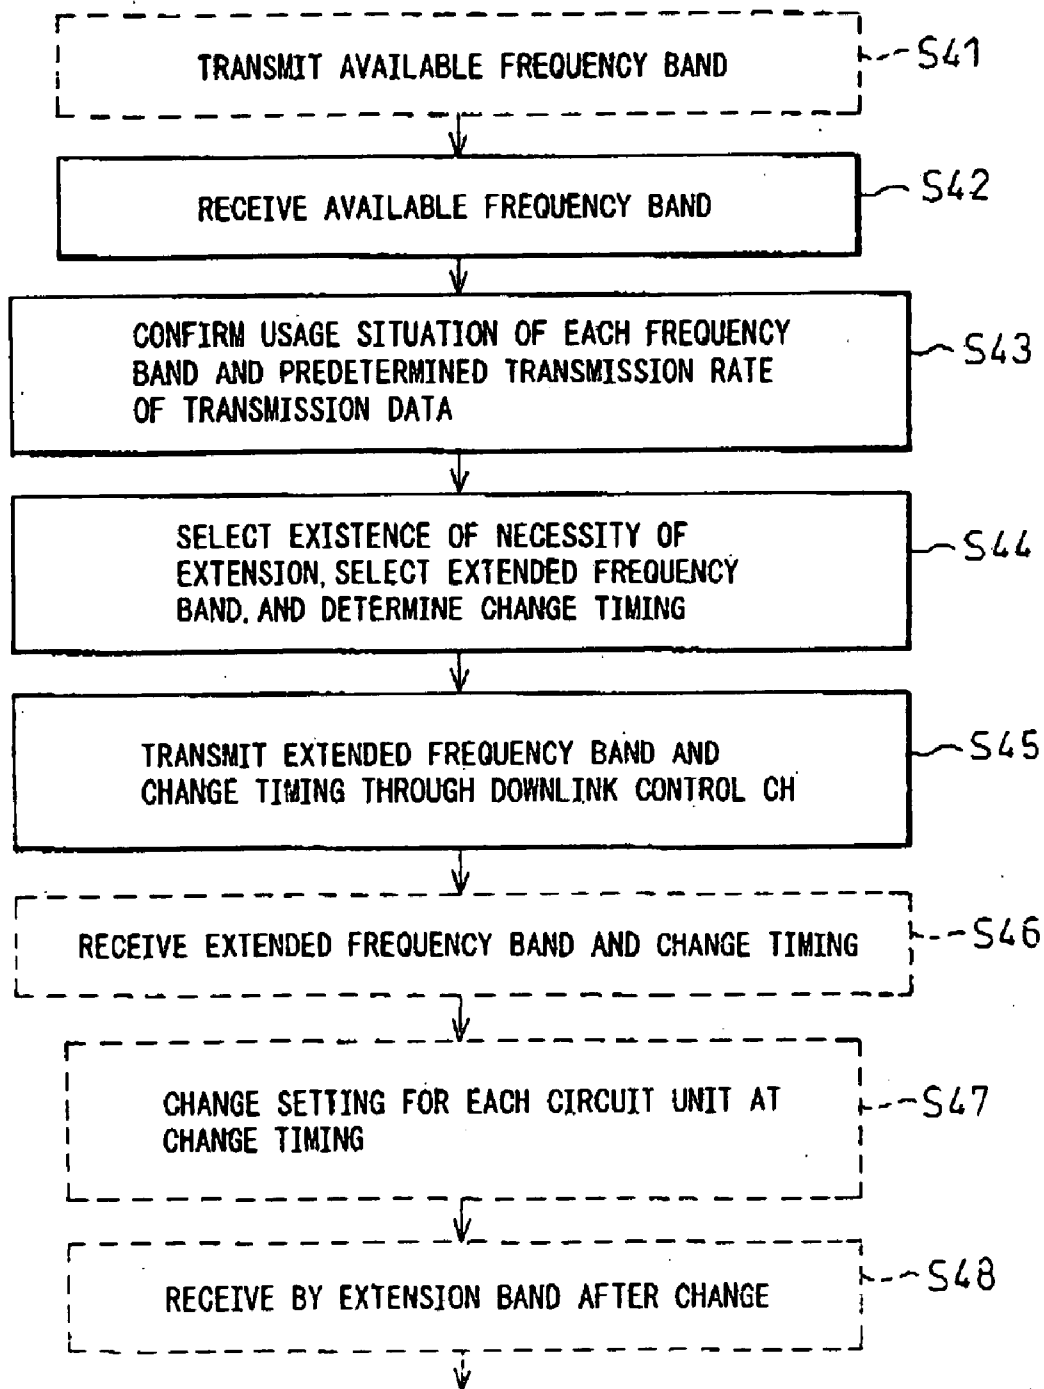 TRANSMIT AVAILABLE FREQUENCY BAND
S41
RECEIVE AVAILABLE FREQUENCY BAND
S42
CONFIRM USAGE SITUATION OF EACH FREQUENCY
BAND AND PREDETERMINED TRANSMISSION RATE
OF TRANSMISSION DATA
S43
SELECT EXISTENCE OF NECESSITY OF
EXTENSION, SELECT EXTENDED FREQUENCY
BAND, AND DETERMINE CHANGE TIMING
S44
TRANSMIT EXTENDED FREQUENCY BAND AND
CHANGE TIMING THROUGH DOWNLINK CONTROL CH
S45
RECEIVE EXTENDED FREQUENCY BAND AND CHANGE TIMING
S46
CHANGE SETTING FOR EACH CIRCUIT UNIT AT
CHANGE TIMING
S47
RECEIVE BY EXTENSION BAND AFTER CHANGE
S48